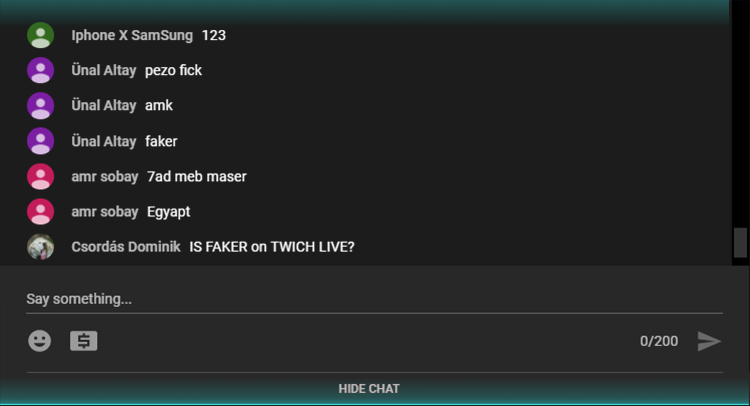 Iphone X SamSung 123
Ünal Altay pezo fick
Ünal Altay amk
Ünal Altay faker
amr sobay 7ad meb maser
amr sobay Egyapt
Csordás Dominik IS FAKER on TWICH LIVE?
Say something...
0/200
HIDE CHAT